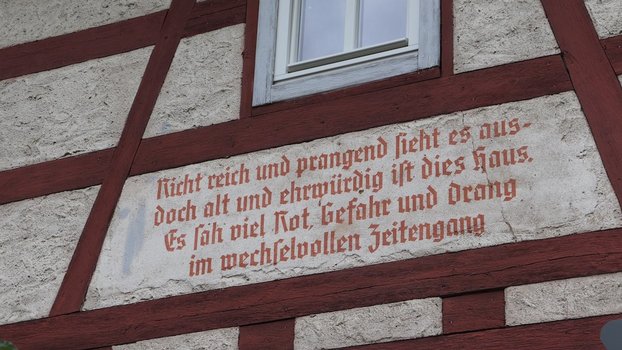 Nicht reich und prangend sieht es aus-
doch alt und ehrwürdig ist dies Haus.
Es sah viel Not, Gefahr und Drang
im wechselvollen Zeitengang